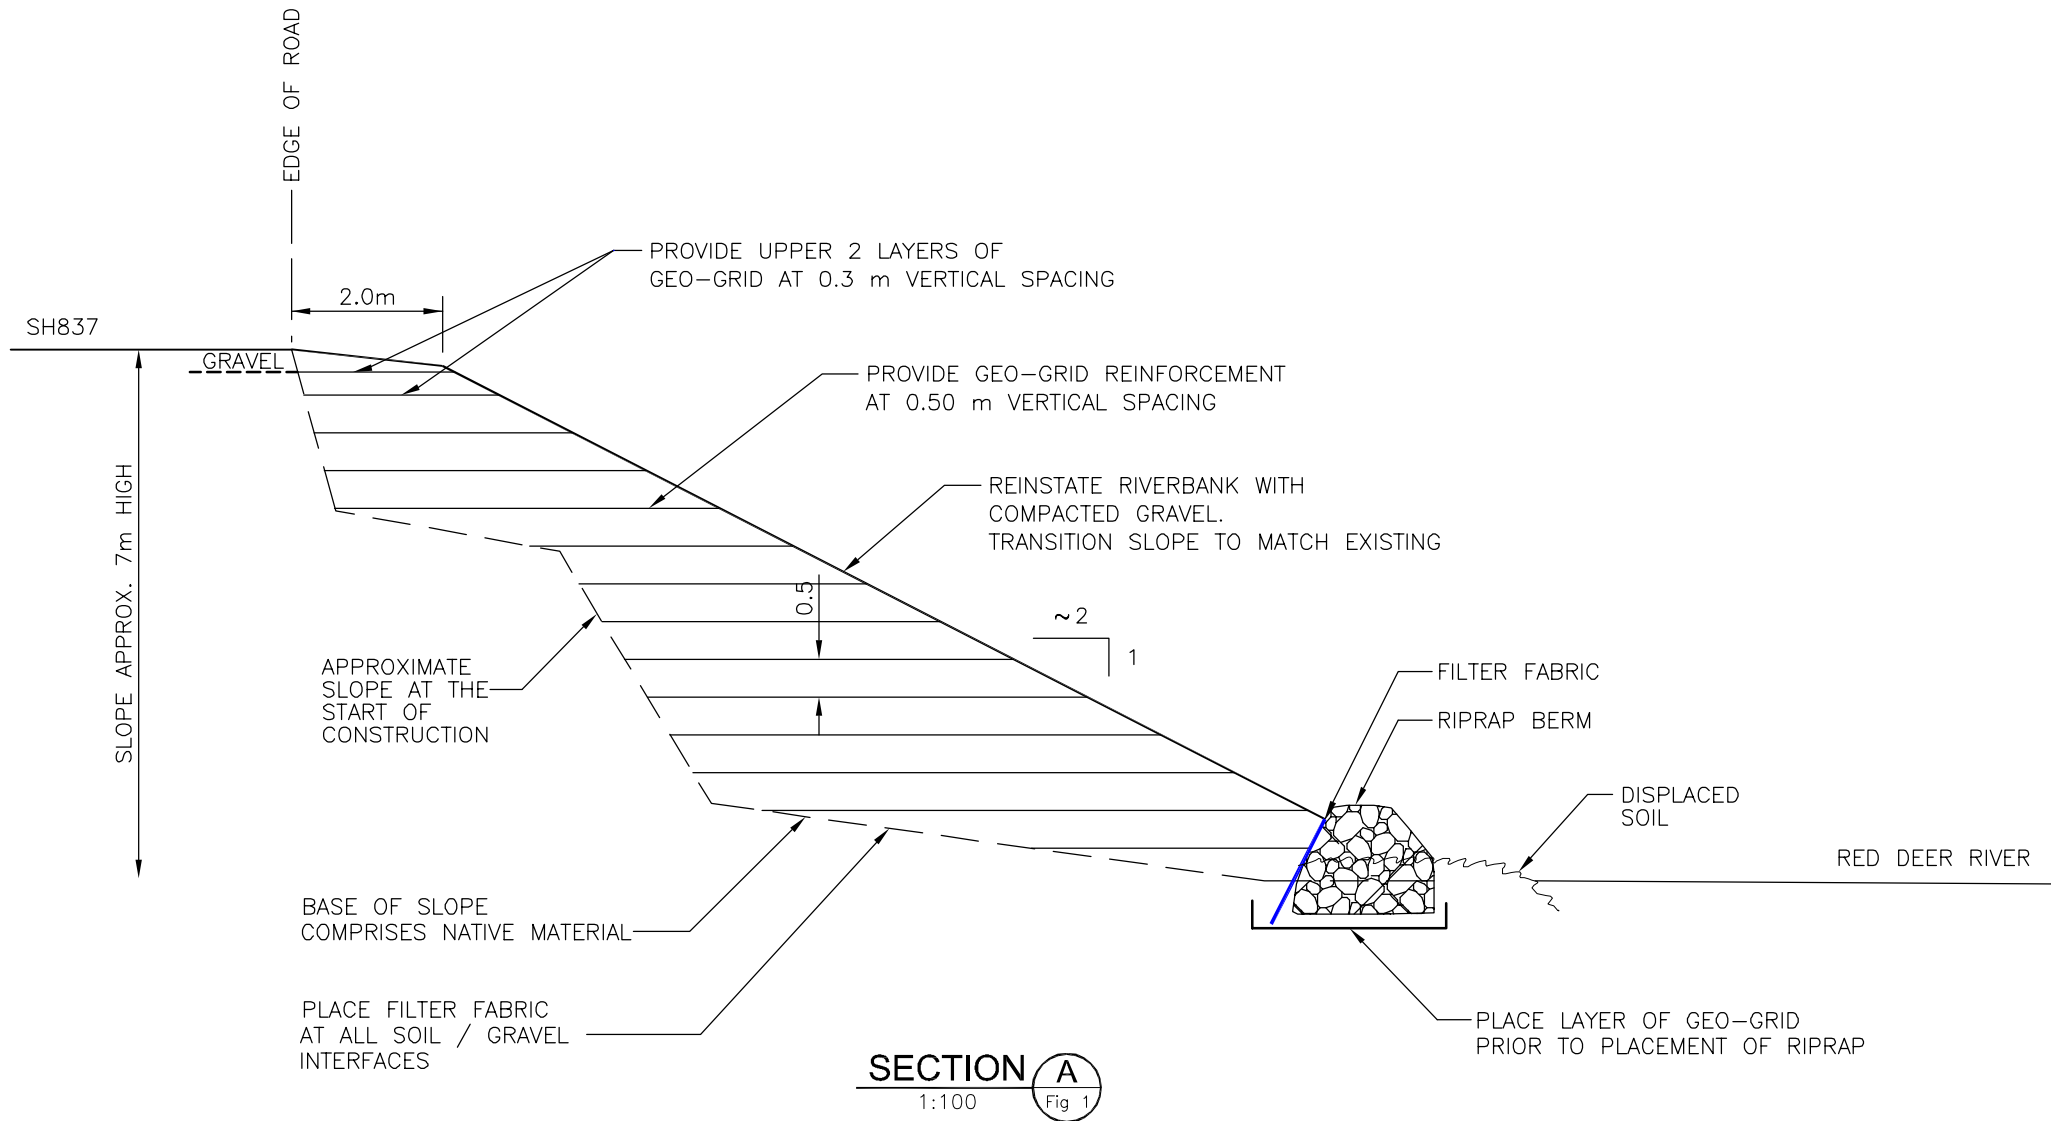 EDGE OF ROAD
PROVIDE UPPER 2 LAYERS OF
GEO-GRID AT 0.3 m VERTICAL SPACING
2.0m
SH837
GRAVEL
PROVIDE GEO-GRID REINFORCEMENT
AT 0.50 m VERTICAL SPACING
SLOPE APPROX. 7m HIGH
REINSTATE RIVERBANK WITH
COMPACTED GRAVEL.
TRANSITION SLOPE TO MATCH EXISTING
0.5
~2
1
APPROXIMATE
SLOPE AT THE
START OF
CONSTRUCTION
FILTER FABRIC
RIPRAP BERM
DISPLACED
SOIL
RED DEER RIVER
BASE OF SLOPE
COMPRISES NATIVE MATERIAL
PLACE FILTER FABRIC
AT ALL SOIL / GRAVEL
INTERFACES
PLACE LAYER OF GEO-GRID
PRIOR TO PLACEMENT OF RIPRAP
SECTION A
1:100 Fig 1